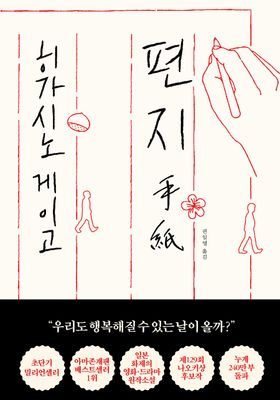 편지
手紙
히가시노 게이고
권일영 옮김
“우리도 행복해질 수 있는 날이 올까?”
초단기
밀리언셀러
아마존재팬
베스트셀러
1위
일본
화제의
영화·드라마
원작소설
제129회
나오키상
후보작
누계
240만 부
돌파